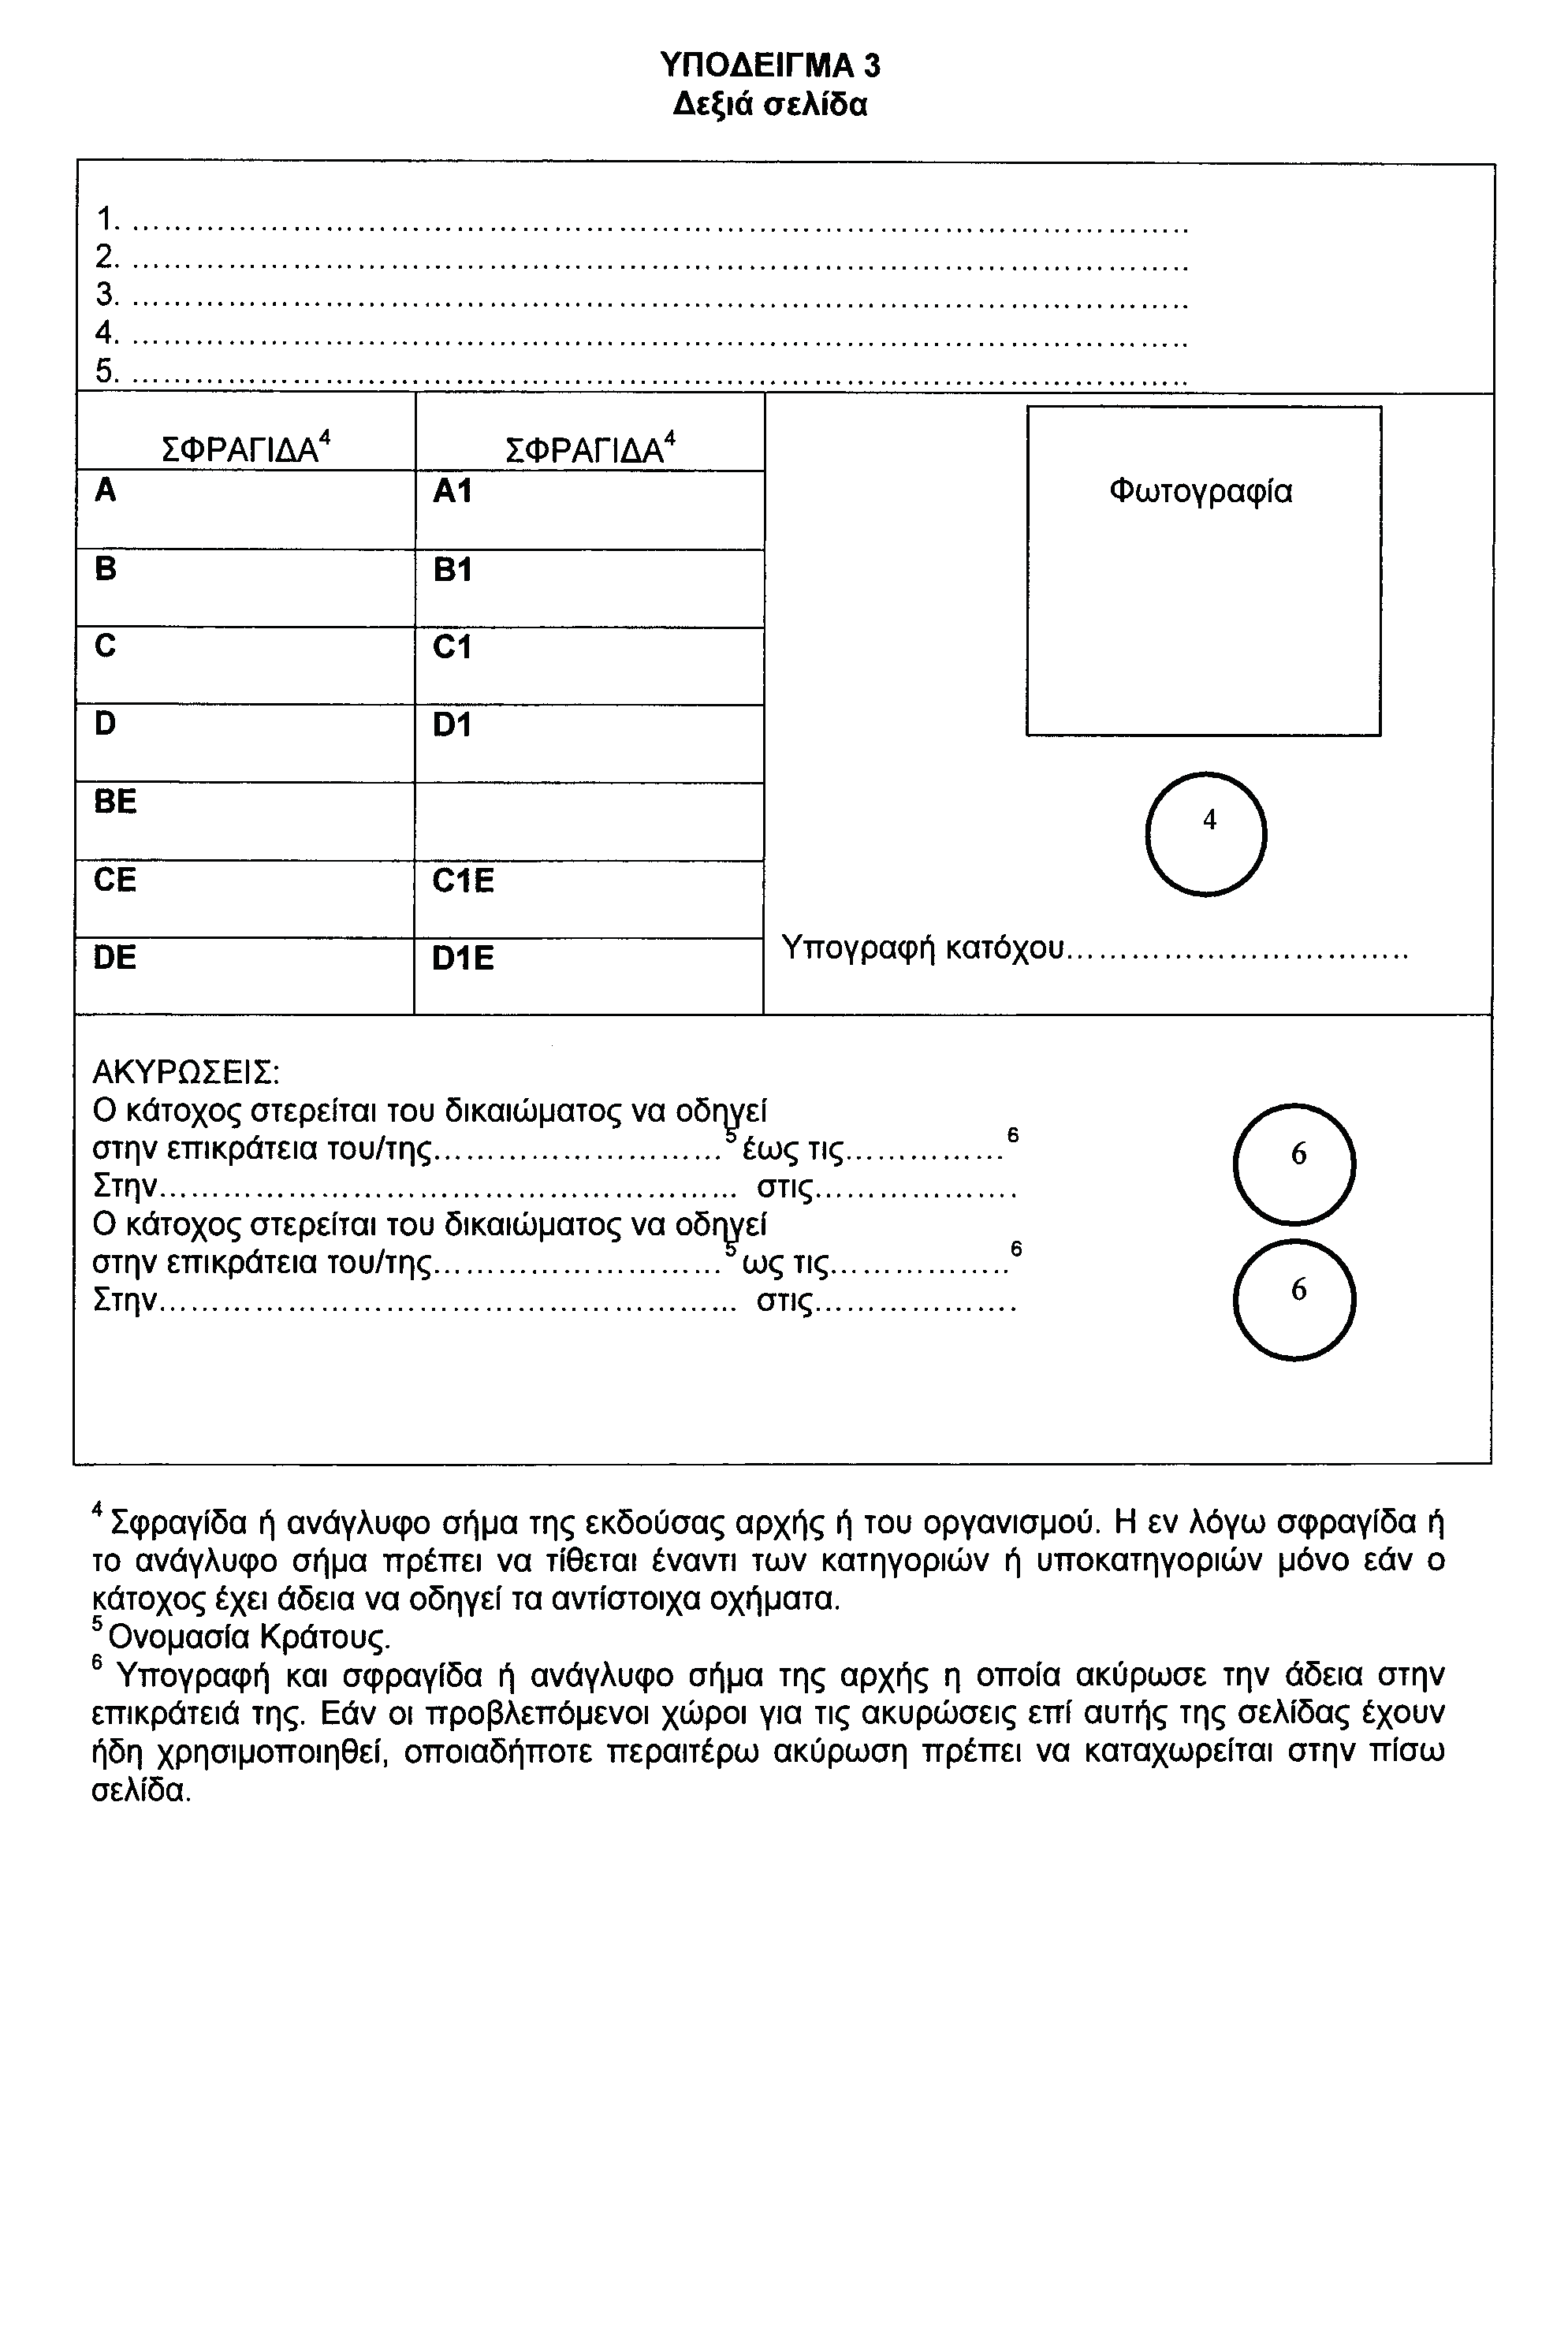 ΥΠΟΔΕΙΓΜΑ 3
Δεξιά σελίδα
1. ..........................................................................................
2. ..........................................................................................
3. ..........................................................................................
4. ..........................................................................................
5. ..........................................................................................
ΣΦΡΑΓΙΔΑ⁴ ΣΦΡΑΓΙΔΑ⁴
A A1
B B1
C C1
D D1
BE
CE C1E
DE D1E
Φωτογραφία
4
Υπογραφή κατόχου................................
ΑΚΥΡΩΣΕΙΣ:
Ο κάτοχος στερείται του δικαιώματος να οδηγεί
στην επικράτεια του/της...........................⁵έως τις...............⁶
Στην...................................................... στις...................
Ο κάτοχος στερείται του δικαιώματος να οδηγεί
στην επικράτεια του/της...........................⁵ως τις.................⁶
Στην...................................................... στις...................
6
6
⁴ Σφραγίδα ή ανάγλυφο σήμα της εκδούσας αρχής ή του οργανισμού. Η εν λόγω σφραγίδα ή
το ανάγλυφο σήμα πρέπει να τίθεται έναντι των κατηγοριών ή υποκατηγοριών μόνο εάν ο
κάτοχος έχει άδεια να οδηγεί τα αντίστοιχα οχήματα.
⁵ Ονομασία Κράτους.
⁶ Υπογραφή και σφραγίδα ή ανάγλυφο σήμα της αρχής η οποία ακύρωσε την άδεια στην
επικράτειά της. Εάν οι προβλεπόμενοι χώροι για τις ακυρώσεις επί αυτής της σελίδας έχουν
ήδη χρησιμοποιηθεί, οποιαδήποτε περαιτέρω ακύρωση πρέπει να καταχωρείται στην πίσω
σελίδα.